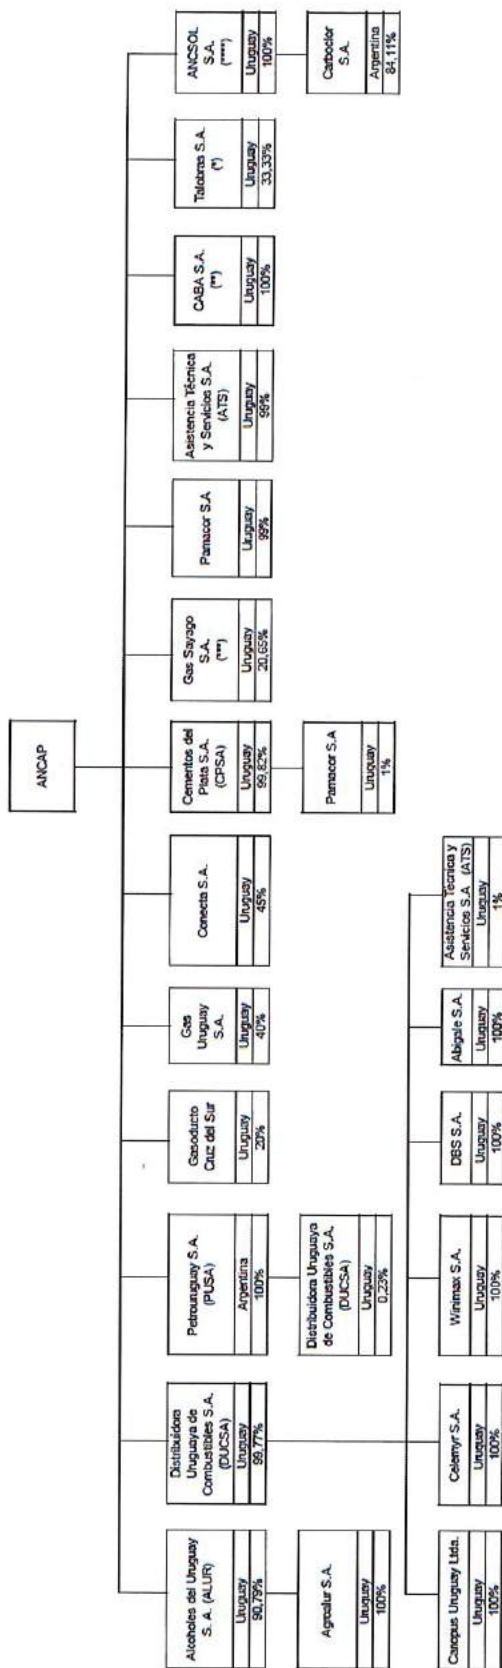 ANCAP
Alcoholes del Uruguay
S. A. (ALUR)
Uruguay
90,79%
Distribuidora
Uruguaya de
Combustibles S.A.
(DUCSA)
Uruguay
99,77%
Petrouruguay S.A.
(PUSA)
Argentina
100%
Gasoducto
Cruz del Sur
Uruguay
20%
Gas
Uruguay
S.A.
Uruguay
40%
Conecta S.A.
Uruguay
45%
Cementos del
Plata S.A.
(CPSA)
Uruguay
99,82%
Gas Sayago
S.A.
(***)
Uruguay
20,65%
Pamacor S.A
Uruguay
99%
Asistencia Técnica
y Servicios S.A.
(ATS)
Uruguay
99%
CABA S.A.
(**)
Uruguay
100%
Talobras S.A.
(*)
Uruguay
33,33%
ANCSOL
S.A.
(****)
Uruguay
100%
Agroalur S.A.
Uruguay
100%
Distribuidora Uruguaya
de Combustibles S.A.
(DUCSA)
Uruguay
0,23%
Pamacor S.A
Uruguay
1%
Carboclor
S.A.
Argentina
84,11%
Canopus Uruguay Ltda.
Uruguay
100%
Celemyr S.A.
Uruguay
100%
Winimax S.A.
Uruguay
100%
DBS S.A.
Uruguay
100%
Abigale S.A.
Uruguay
100%
Asistencia Técnica y
Servicios S.A. (ATS)
Uruguay
1%